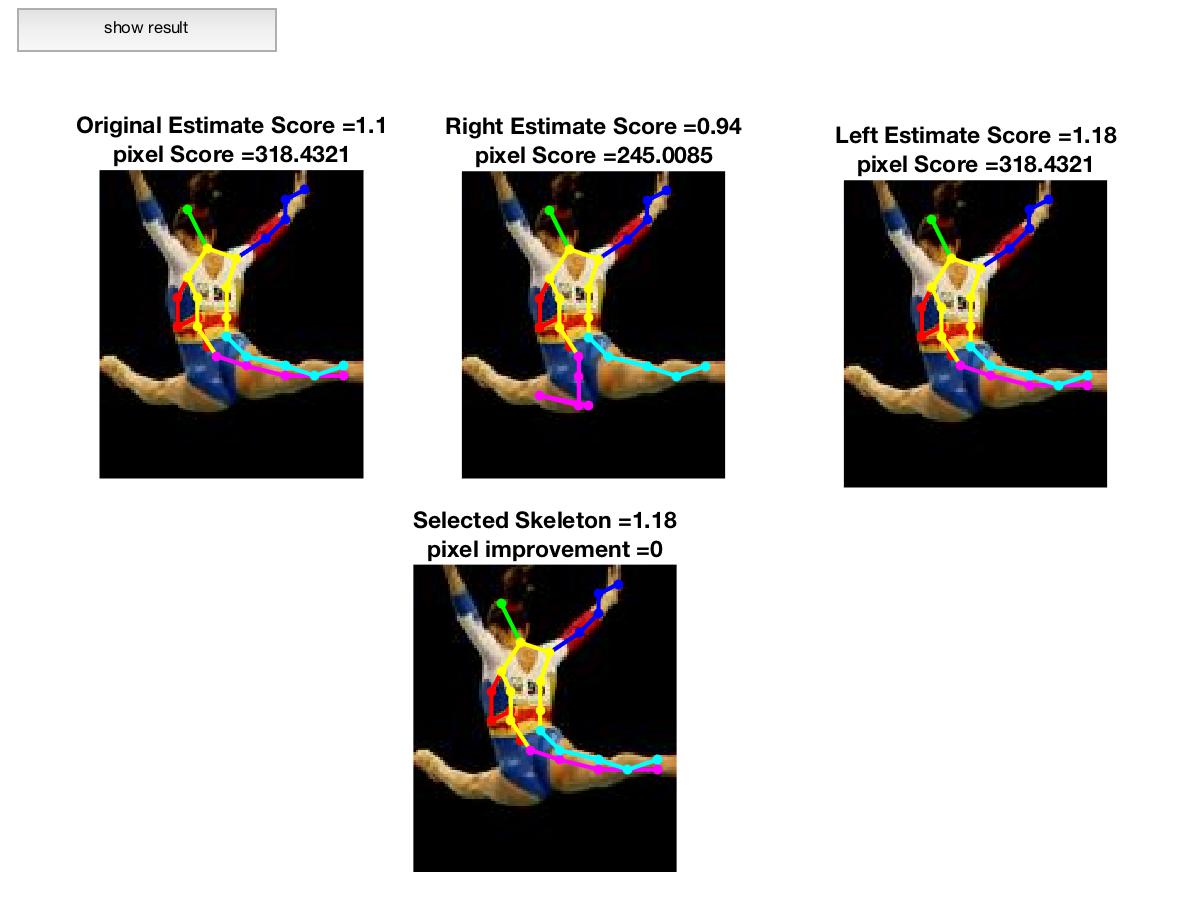 show result
Original Estimate Score =1.1
pixel Score =318.4321
Right Estimate Score =0.94
pixel Score =245.0085
Left Estimate Score =1.18
pixel Score =318.4321
Selected Skeleton =1.18
pixel improvement =0